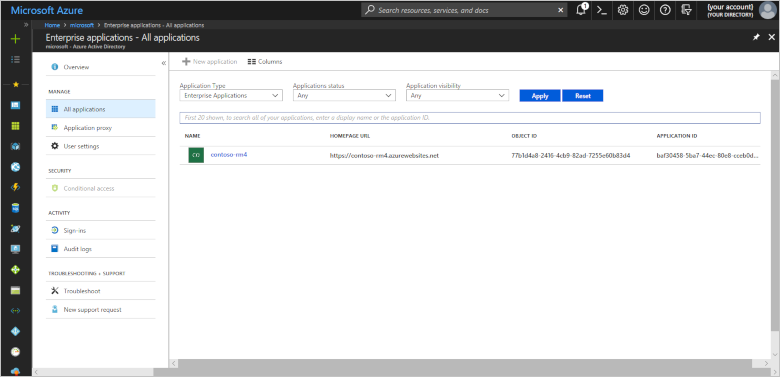 Microsoft Azure
Search resources, services, docs
1
(your account)
(YOUR DIRECTORY)
Home > microsoft > Enterprise applications - All applications
Enterprise applications - All applications
microsoft - Azure Active Directory
Overview
MANAGE
All applications
Application proxy
User settings
SECURITY
Conditional access
ACTIVITY
Sign-ins
Audit logs
TROUBLESHOOTING + SUPPORT
Troubleshoot
New support request
New application
Columns
Application Type
Applications status
Application visibility
Enterprise Applications
Any
Any
Apply
Reset
First 20 shown, to search all of your applications, enter a display name or the application ID.
NAME
HOMEPAGE URL
OBJECT ID
APPLICATION ID
CO
contoso-rm4
https://contoso-rm4.azurewebsites.net
77b1d4a8-2416-4cb9-82ad-7255e60b83d4
baf30458-5ba7-44ec-80e8-cceb0d...